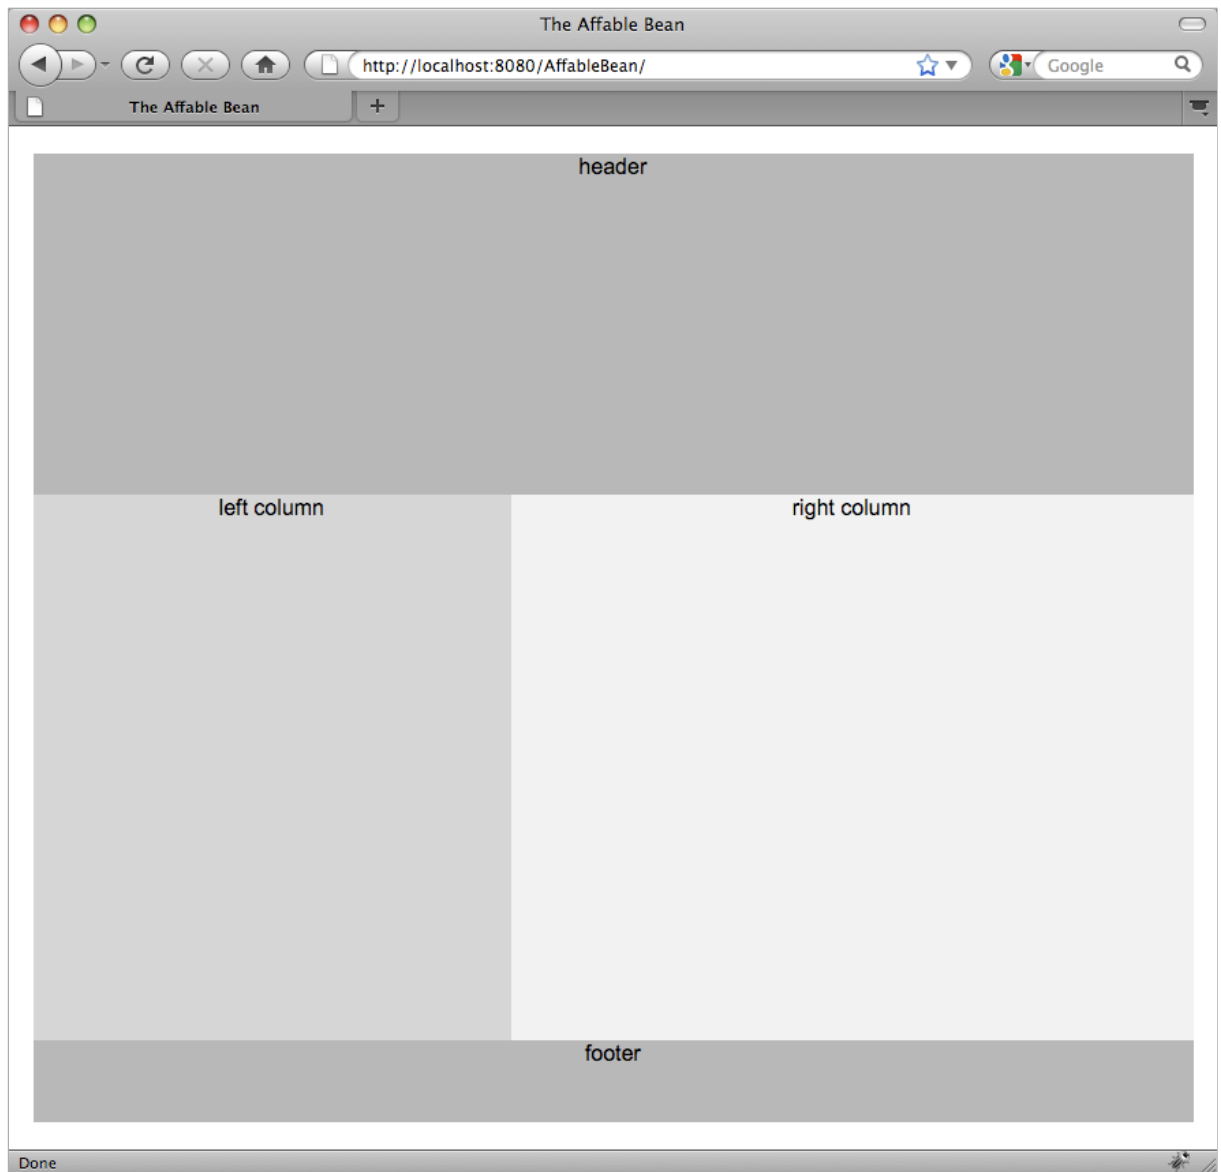 The Affable Bean
http://localhost:8080/AffableBean/
Google
The Affable Bean
header
left column
right column
footer
Done